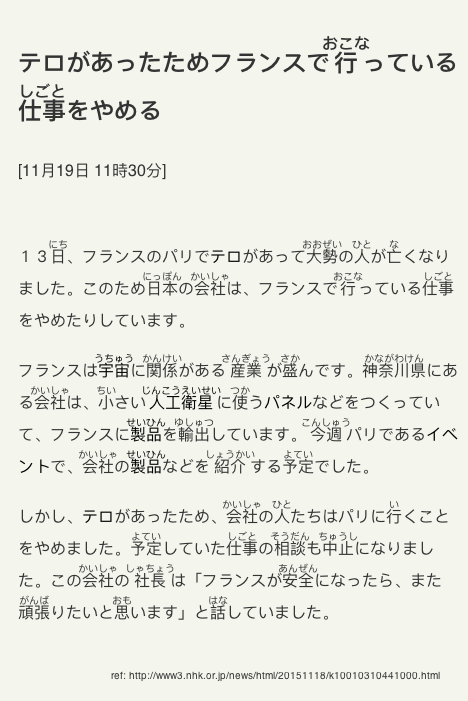 テロがあったためフランスで行っている
仕事をやめる
[11月19日 11時30分]
13日、フランスのパリでテロがあって大勢の人が亡くなり
ました。このため日本の会社は、フランスで行っている仕事
をやめたりしています。
フランスは宇宙に関係がある産業が盛んです。神奈川県にあ
る会社は、小さい人工衛星に使うパネルなどをつくってい
て、フランスに製品を輸出しています。今週パリであるイベ
ントで、会社の製品などを紹介する予定でした。
しかし、テロがあったため、会社の人たちはパリに行くこと
をやめました。予定していた仕事の相談も中止になりまし
た。この会社の社長は「フランスが安全になったら、また
頑張りたいと思います」と話していました。
ref: http://www3.nhk.or.jp/news/html/20151118/k10010310441000.html